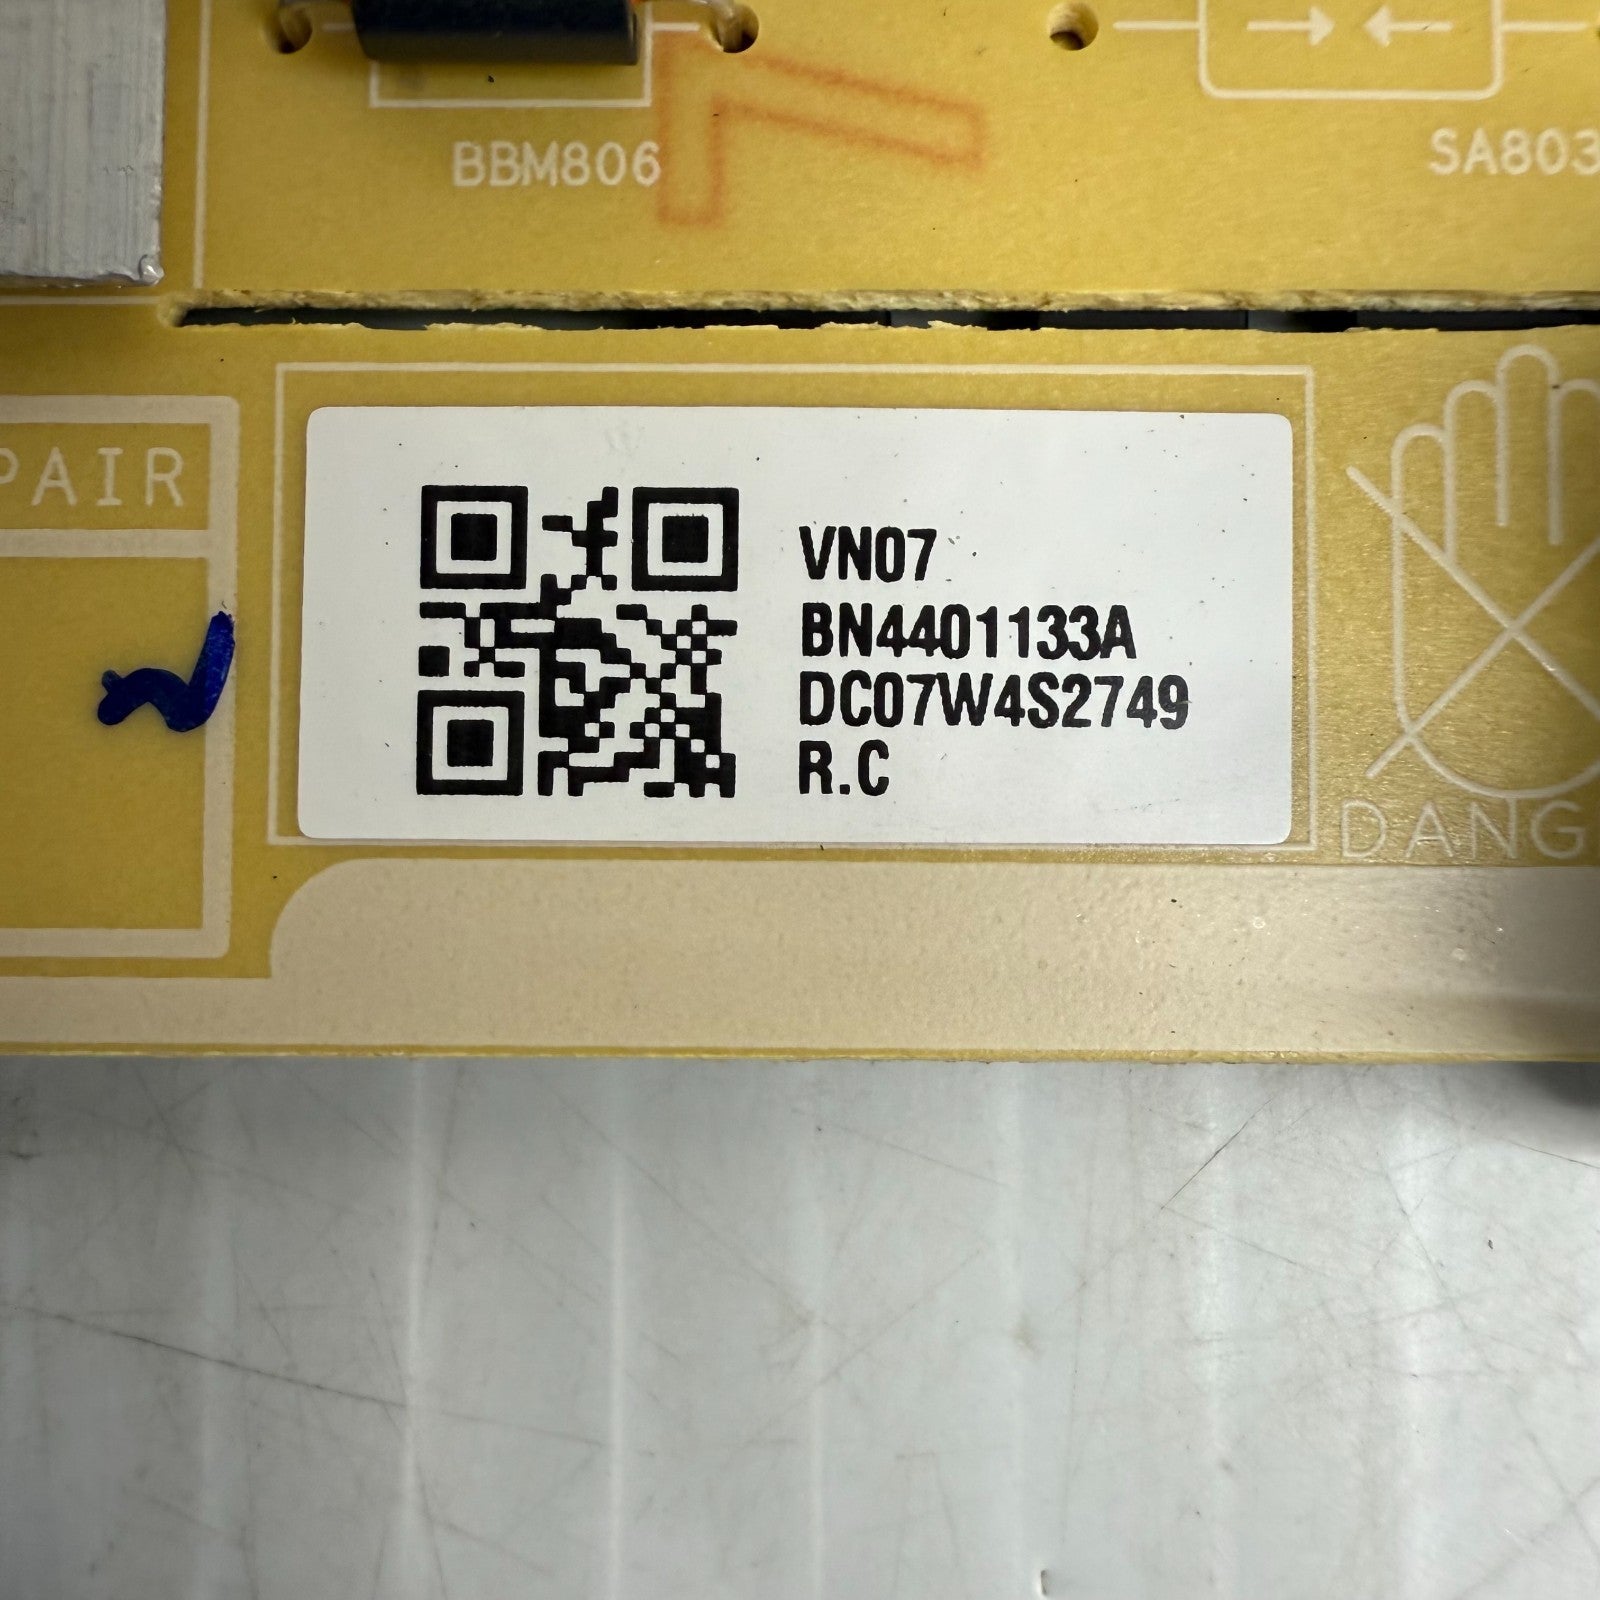 BBM806
SA803
PAIR
VN07
BN4401133A
DC07W4S2749
R.C
DANG